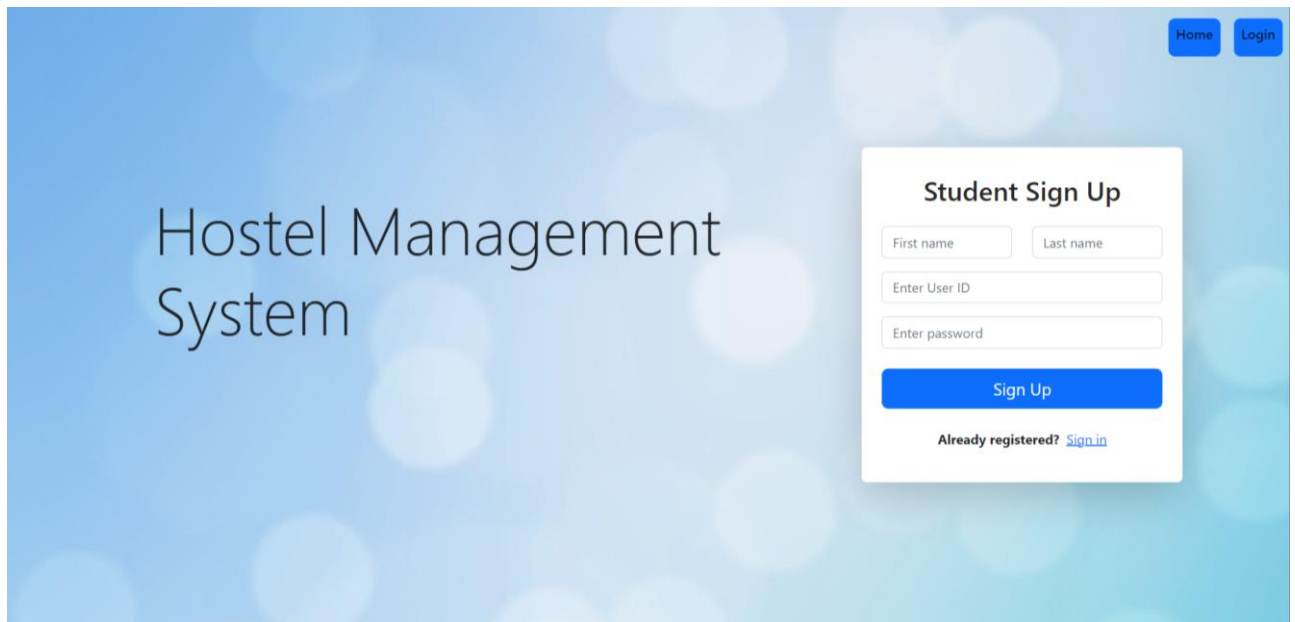 Home Login
Hostel Management
System
Student Sign Up
First name Last name
Enter User ID
Enter password
Sign Up
Already registered? Sign in